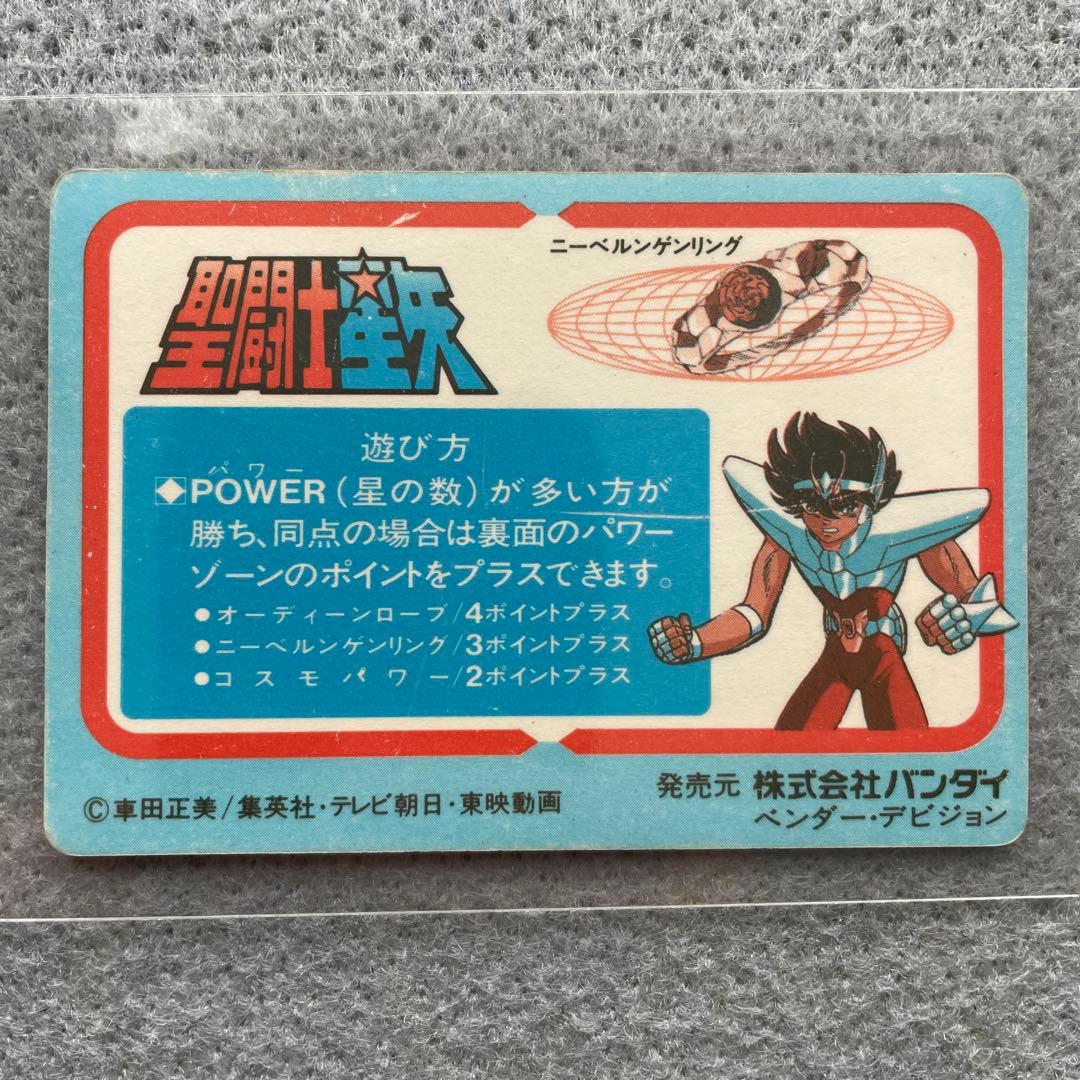 聖闘士星矢
ニーベルンゲンリング
遊び方
パワー
◆POWER(星の数)が多い方が
勝ち、同点の場合は裏面のパワー
ゾーンのポイントをプラスできます。
●オーディーンローブ/4ポイントプラス
●ニーベルンゲンリング/3ポイントプラス
●コスモパワー/2ポイントプラス
©車田正美/集英社・テレビ朝日・東映動画
発売元 株式会社バンダイ
ベンダー・デビジョン